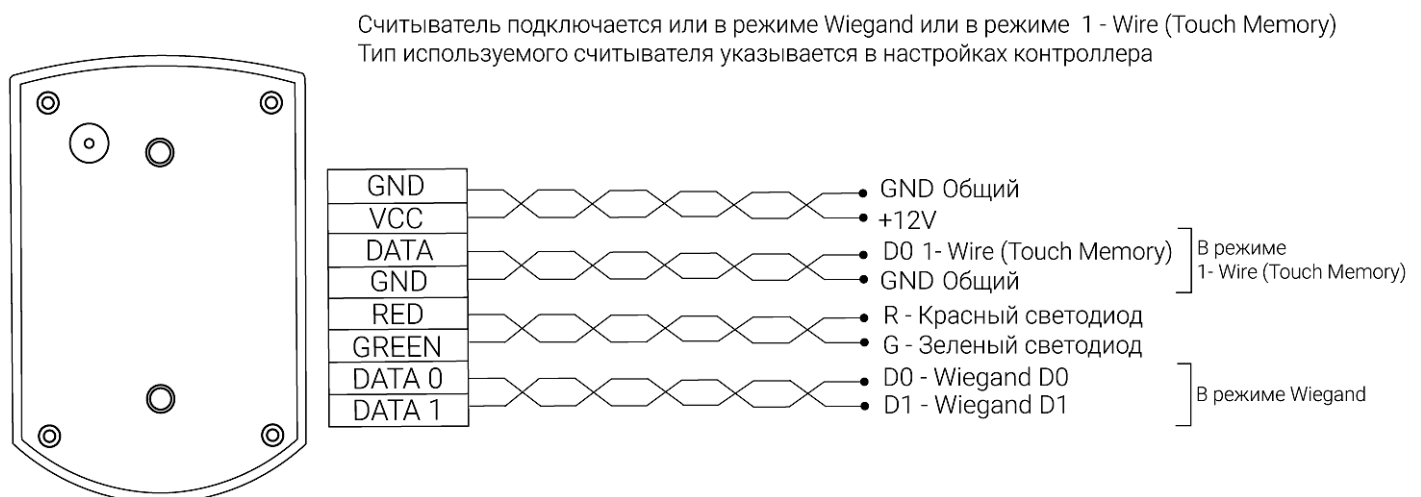 Считыватель подключается или в режиме Wiegand или в режиме 1 - Wire (Touch Memory)
Тип используемого считывателя указывается в настройках контроллера
GND
VCC
DATA
GND
RED
GREEN
DATA 0
DATA 1
GND Общий
+12V
D0 1- Wire (Touch Memory)
GND Общий
R - Красный светодиод
G - Зеленый светодиод
D0 - Wiegand D0
D1 - Wiegand D1
В режиме
1- Wire (Touch Memory)
В режиме Wiegand